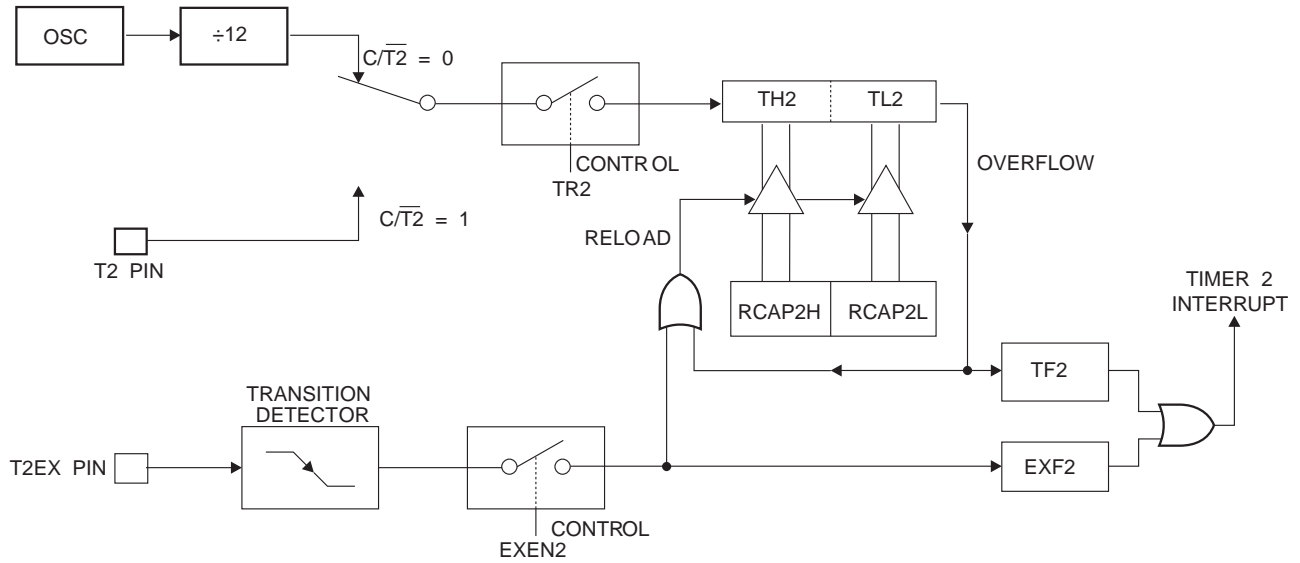 OSC
÷12
C/T2 = 0
TH2
TL2
CONTROL
TR2
OVERFLOW
C/T2 = 1
T2 PIN
RELOAD
RCAP2H
RCAP2L
TIMER 2
INTERRUPT
TF2
TRANSITION
DETECTOR
T2EX PIN
EXF2
CONTROL
EXEN2